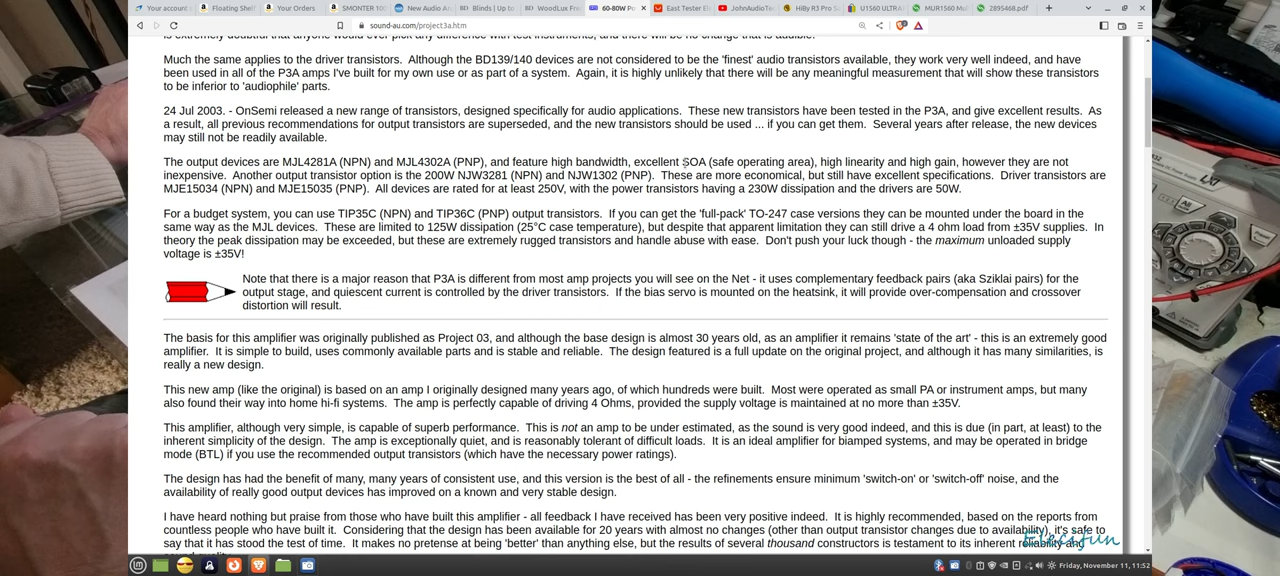 Your account
Floating Shelf
Your Orders
SMONTER 100
New Audio An
Blinds | Up to
WoodLux Fre
60-80W P
East Tester El
JohnAudioTe
HiBy R3 Pro S
U1560 ULTRA
MUR1560 Mu
2895468.pdf
sound-au.com/project3a.htm
Much the same applies to the driver transistors. Although the BD139/140 devices are not considered to be the 'finest' audio transistors available, they work very well indeed, and have
been used in all of the P3A amps I've built for my own use or as part of a system. Again, it is highly unlikely that there will be any meaningful measurement that will show these transistors
to be inferior to 'audiophile' parts.
24 Jul 2003. - OnSemi released a new range of transistors, designed specifically for audio applications. These new transistors have been tested in the P3A, and give excellent results. As
a result, all previous recommendations for output transistors are superseded, and the new transistors should be used ... if you can get them. Several years after release, the new devices
may still not be readily available.
The output devices are MJL4281A (NPN) and MJL4302A (PNP), and feature high bandwidth, excellent SOA (safe operating area), high linearity and high gain, however they are not
inexpensive. Another output transistor option is the 200W NJW3281 (NPN) and NJW1302 (PNP). These are more economical, but still have excellent specifications. Driver transistors are
MJE15034 (NPN) and MJE15035 (PNP). All devices are rated for at least 250V, with the power transistors having a 230W dissipation and the drivers are 50W.
For a budget system, you can use TIP35C (NPN) and TIP36C (PNP) output transistors. If you can get the 'full-pack' TO-247 case versions they can be mounted under the board in the
same way as the MJL devices. These are limited to 125W dissipation (25°C case temperature), but despite that apparent limitation they can still drive a 4 ohm load from ±35V supplies. In
theory the peak dissipation may be exceeded, but these are extremely rugged transistors and handle abuse with ease. Don't push your luck though - the maximum unloaded supply
voltage is ±35V!
Note that there is a major reason that P3A is different from most amp projects you will see on the Net - it uses complementary feedback pairs (aka Sziklai pairs) for the
output stage, and quiescent current is controlled by the driver transistors. If the bias servo is mounted on the heatsink, it will provide over-compensation and crossover
distortion will result.
The basis for this amplifier was originally published as Project 03, and although the base design is almost 30 years old, as an amplifier it remains 'state of the art' - this is an extremely good
amplifier. It is simple to build, uses commonly available parts and is stable and reliable. The design featured is a full update on the original project, and although it has many similarities, is
really a new design.
This new amp (like the original) is based on an amp I originally designed many years ago, of which hundreds were built. Most were operated as small PA or instrument amps, but many
also found their way into home hi-fi systems. The amp is perfectly capable of driving 4 Ohms, provided the supply voltage is maintained at no more than ±35V.
This amplifier, although very simple, is capable of superb performance. This is not an amp to be under estimated, as the sound is very good indeed, and this is due (in part, at least) to the
inherent simplicity of the design. The amp is exceptionally quiet, and is reasonably tolerant of difficult loads. It is an ideal amplifier for biamped systems, and may be operated in bridge
mode (BTL) if you use the recommended output transistors (which have the necessary power ratings).
The design has had the benefit of many, many years of consistent use, and this version is the best of all - the refinements ensure minimum 'switch-on' or 'switch-off' noise, and the
availability of really good output devices has improved on a known and very stable design.
I have heard nothing but praise from those who have built this amplifier - all feedback I have received has been very positive indeed. It is highly recommended, based on the reports from
countless people who have built it. Considering that the design has been available for 20 years with almost no changes (other than output transistor changes due to availability), it's safe to
say that it has stood the test of time. It makes no pretense at being 'better' than anything else, but the results of several thousand constructors is testament to its inherent reliability and
Elecifun
Friday, November 11, 11:52